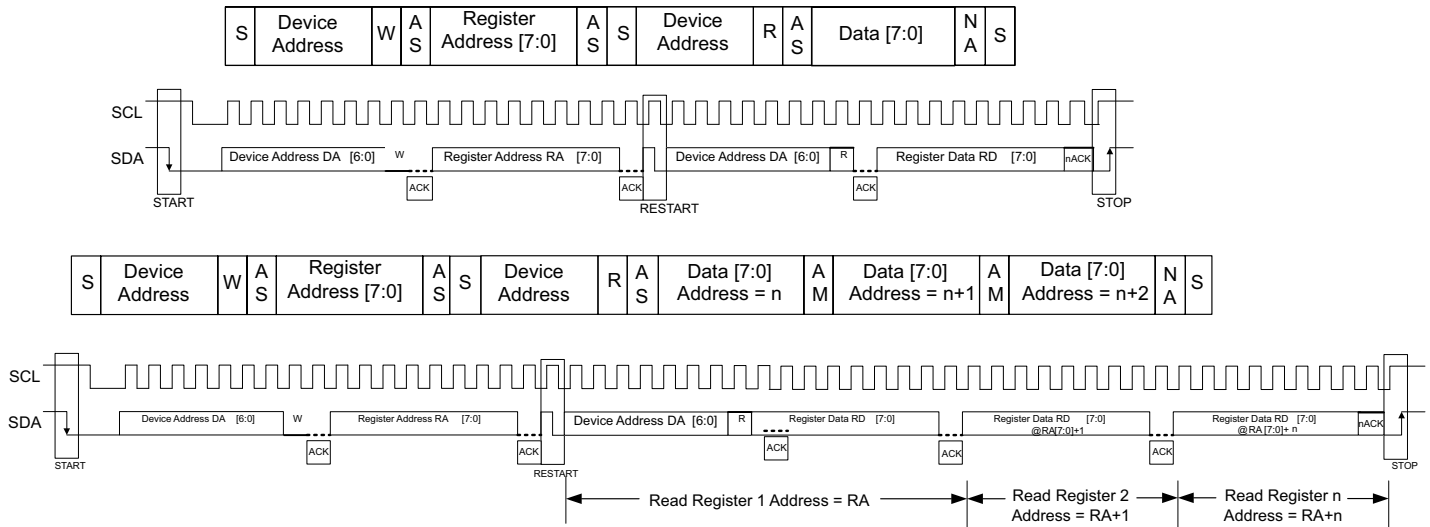 S Device Address W A S Register Address [7:0] A S S Device Address R A S Data [7:0] N A S
SCL
SDA Device Address DA [6:0] W Register Address RA [7:0] Device Address DA [6:0] R Register Data RD [7:0] nACK
ACK ACK ACK
START RESTART STOP
S Device Address W A S Register Address [7:0] A S S Device Address R A S Data [7:0] Address = n A M Data [7:0] Address = n+1 A M Data [7:0] Address = n+2 N A S
SCL
SDA Device Address DA [6:0] W Register Address RA [7:0] Device Address DA [6:0] R Register Data RD [7:0] Register Data RD [7:0] @RA[7:0]+1 Register Data RD [7:0] @RA[7:0]+ n nACK
ACK ACK ACK ACK ACK
START RESTART STOP
Read Register 1 Address = RA Read Register 2 Address = RA+1 Read Register n Address = RA+n